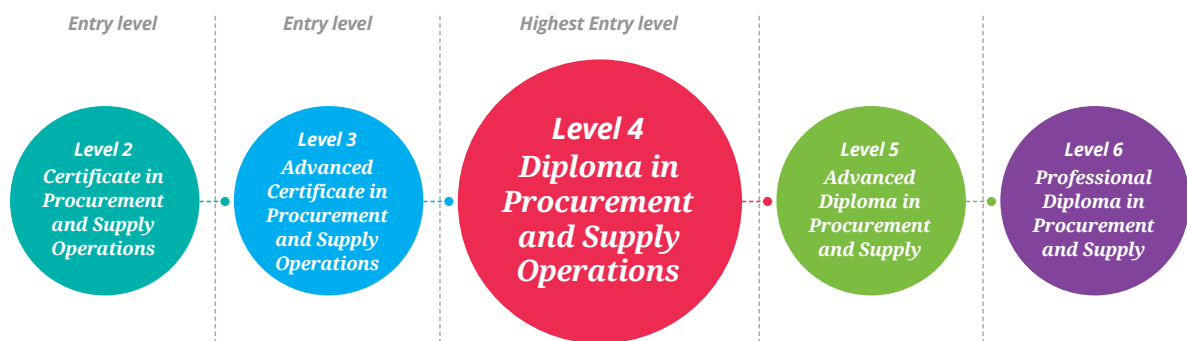 Entry level
Entry level
Highest Entry level
Level 2
Certificate in
Procurement
and Supply
Operations
Level 3
Advanced
Certificate in
Procurement
and Supply
Operations
Level 4
Diploma in
Procurement
and Supply
Operations
Level 5
Advanced
Diploma in
Procurement
and Supply
Level 6
Professional
Diploma in
Procurement
and Supply